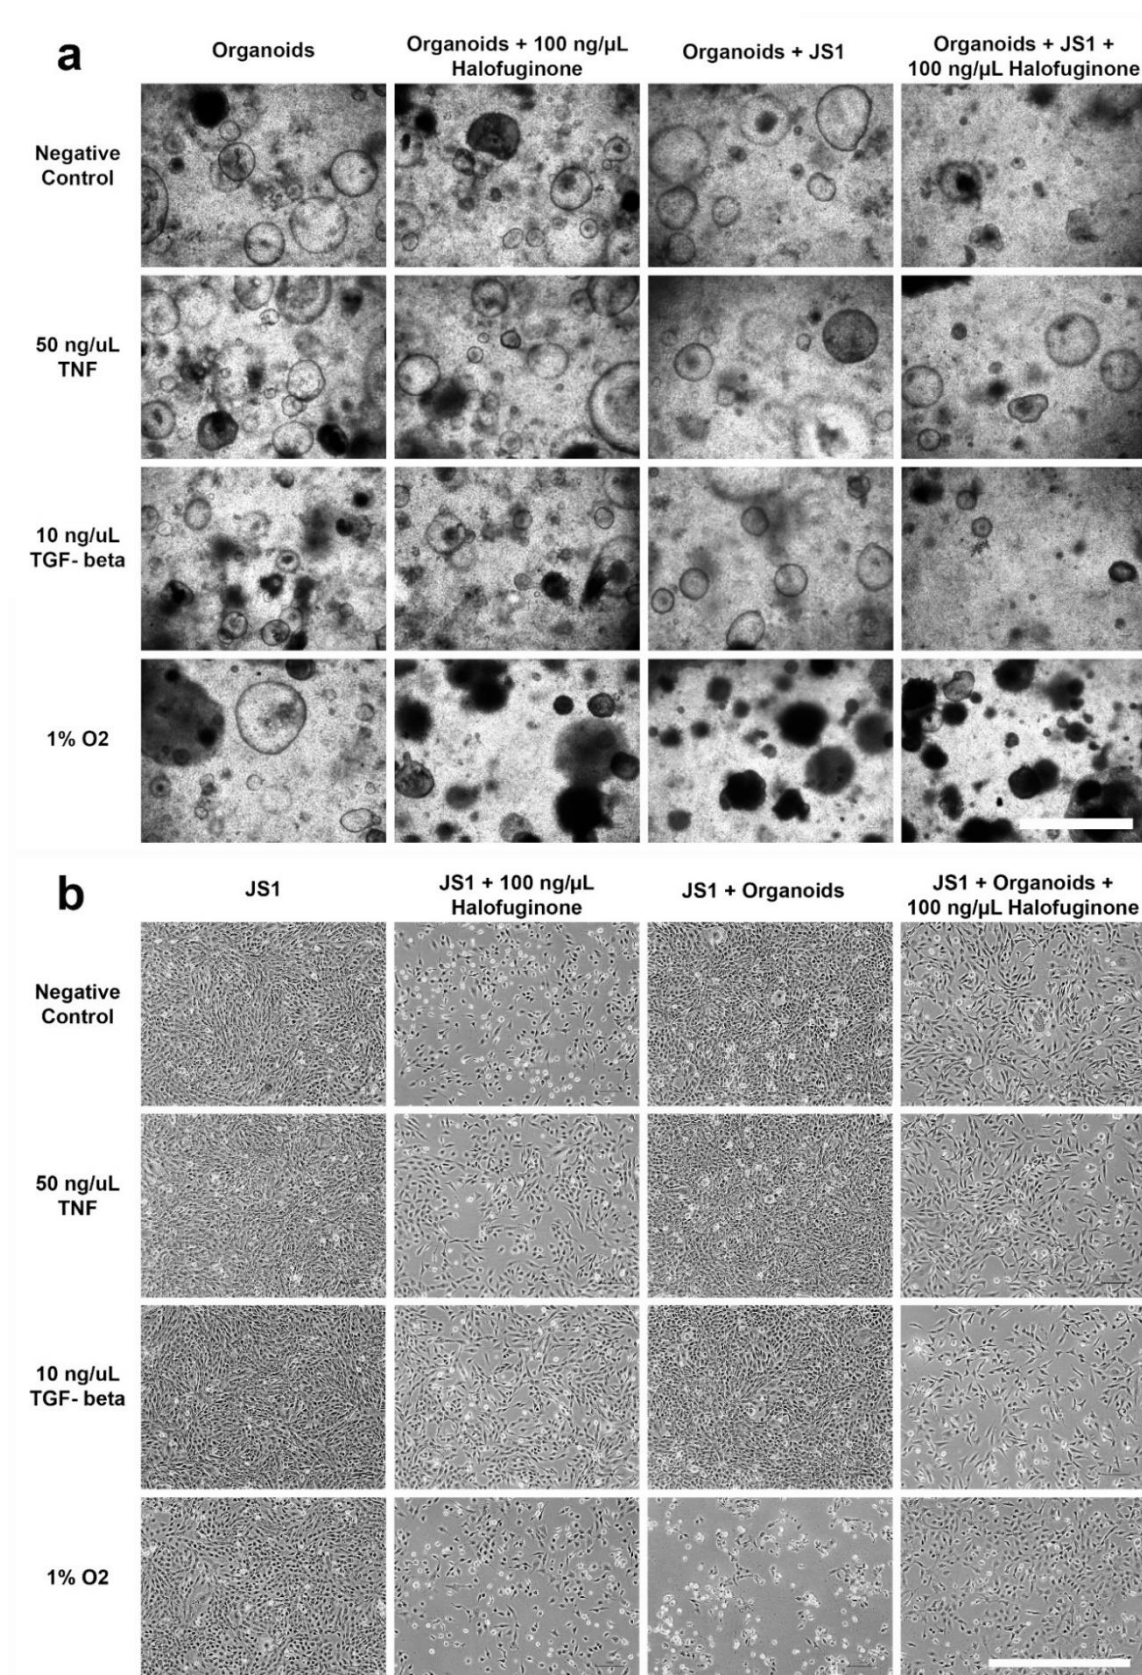 a
Organoids
Organoids + 100 ng/µL
Halofuginone
Organoids + JS1
Organoids + JS1 +
100 ng/µL Halofuginone
Negative
Control
50 ng/uL
TNF
10 ng/uL
TGF- beta
1% O2
b
JS1
JS1 + 100 ng/µL
Halofuginone
JS1 + Organoids
JS1 + Organoids +
100 ng/µL Halofuginone
Negative
Control
50 ng/uL
TNF
10 ng/uL
TGF- beta
1% O2